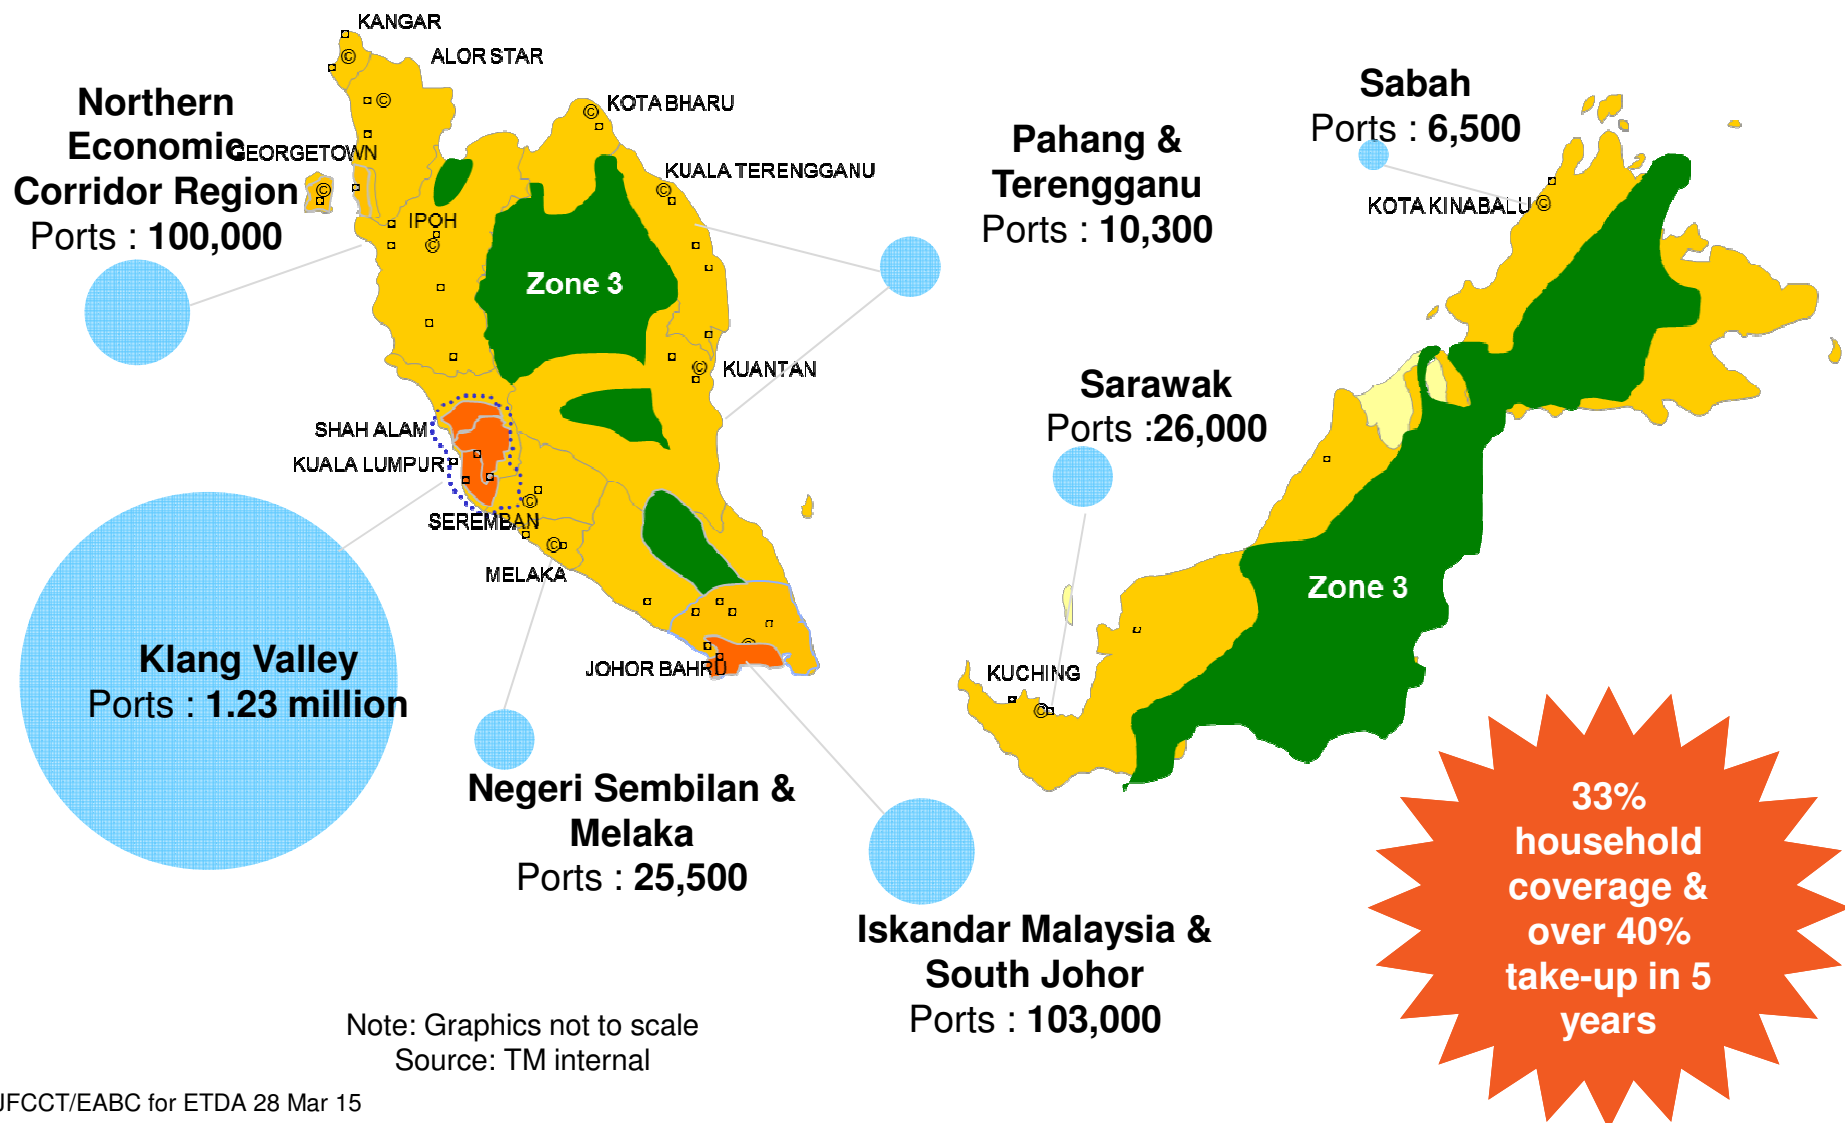 KANGAR
ALOR STAR
Northern
Economic
Corridor Region
Ports : 100,000
GEORGETOWN
KOTA BHARU
KUALA TERENGGANU
IPOH
Zone 3
Pahang &
Terengganu
Ports : 10,300
Sabah
Ports : 6,500
KOTA KINABALU
KUANTAN
Sarawak
Ports :26,000
SHAH ALAM
KUALA LUMPUR
SEREMBAN
MELAKA
Zone 3
Klang Valley
Ports : 1.23 million
JOHOR BAHRU
KUCHING
Negeri Sembilan &
Melaka
Ports : 25,500
Iskandar Malaysia &
South Johor
Ports : 103,000
33%
household
coverage &
over 40%
take-up in 5
years
Note: Graphics not to scale
Source: TM internal
JFCCT/EABC for ETDA 28 Mar 15